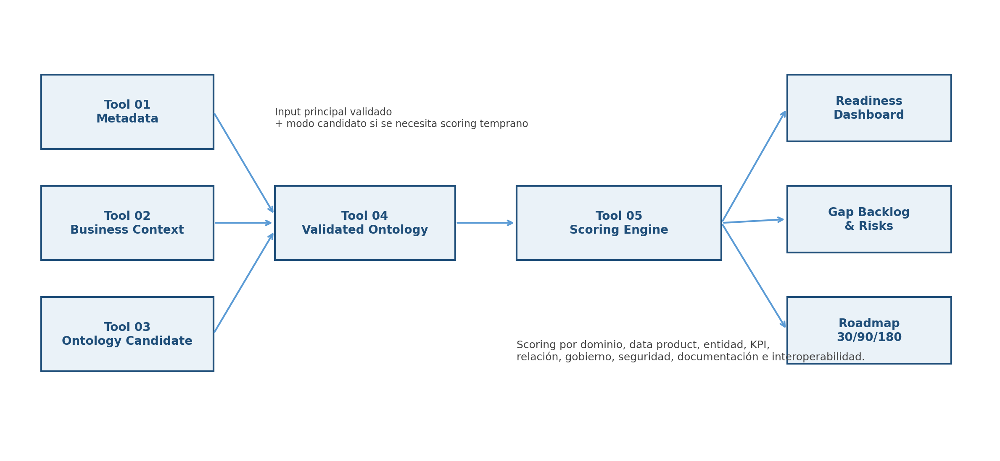 Tool 01
Metadata
Input principal validado
+ modo candidato si se necesita scoring temprano
Readiness
Dashboard
Tool 02
Business Context
Tool 04
Validated Ontology
Tool 05
Scoring Engine
Gap Backlog
& Risks
Tool 03
Ontology Candidate
Roadmap
30/90/180
Scoring por dominio, data product, entidad, KPI,
relación, gobierno, seguridad, documentación e interoperabilidad.